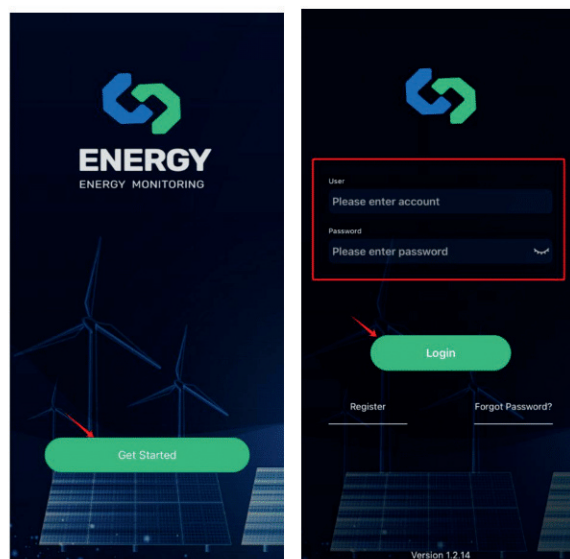 ENERGY
ENERGY MONITORING
Get Started
User
Please enter account
Password
Please enter password
Login
Register Forgot Password?
Version 1.2.14